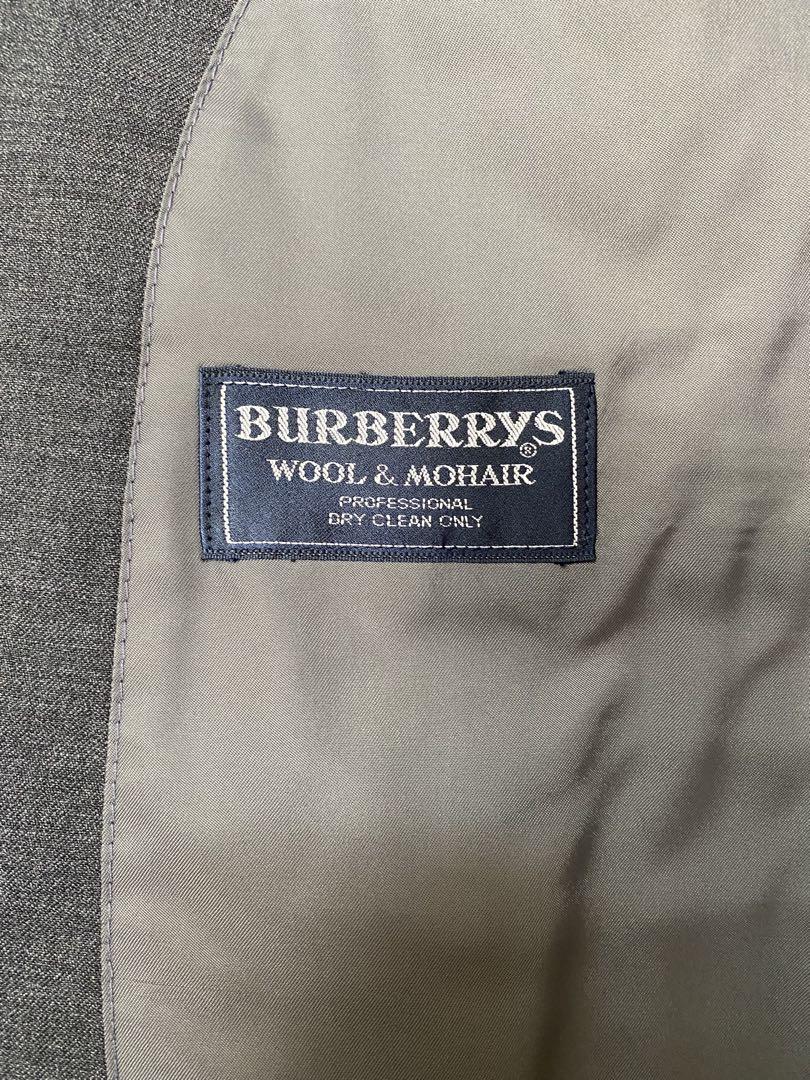 BURBERRYS®
WOOL & MOHAIR
PROFESSIONAL
DRY CLEAN ONLY